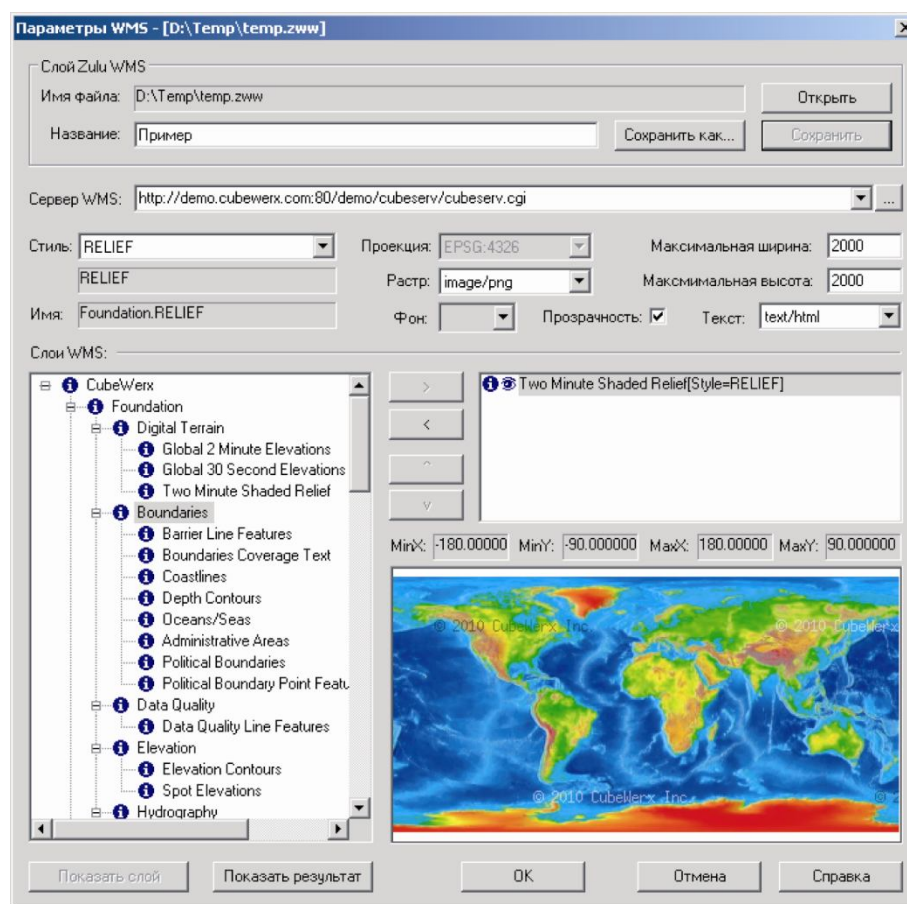 Параметры WMS - [D:\Temp\temp.zww]
Слой Zulu WMS
Имя файла: D:\Temp\temp.zww Открыть
Название: Пример Сохранить как... Сохранить
Сервер WMS: http://demo.cubewerx.com:80/demo/cubeserv/cubeserv.cgi ...
Стиль: RELIEF Проекция: EPSG:4326 Максимальная ширина: 2000
RELIEF Растр: image/png Макcмимальная высота: 2000
Имя: Foundation.RELIEF Фон: Прозрачность: Текст: text/html
Слои WMS:
CubeWerx
Foundation
Digital Terrain
Global 2 Minute Elevations
Global 30 Second Elevations
Two Minute Shaded Relief
Boundaries
Barrier Line Features
Boundaries Coverage Text
Coastlines
Depth Contours
Oceans/Seas
Administrative Areas
Political Boundaries
Political Boundary Point Featu
Data Quality
Data Quality Line Features
Elevation
Elevation Contours
Spot Elevations
Hydrography
>
<
^
v
Two Minute Shaded Relief[Style=RELIEF]
MinX: -180.00000 MinY: -90.000000 MaxX: 180.00000 MaxY: 90.000000
© 2010 CubeWerx Inc. © 2010 CubeWerx
© 2010 CubeWerx Inc. © 2
Показать слой Показать результат OK Отмена Справка